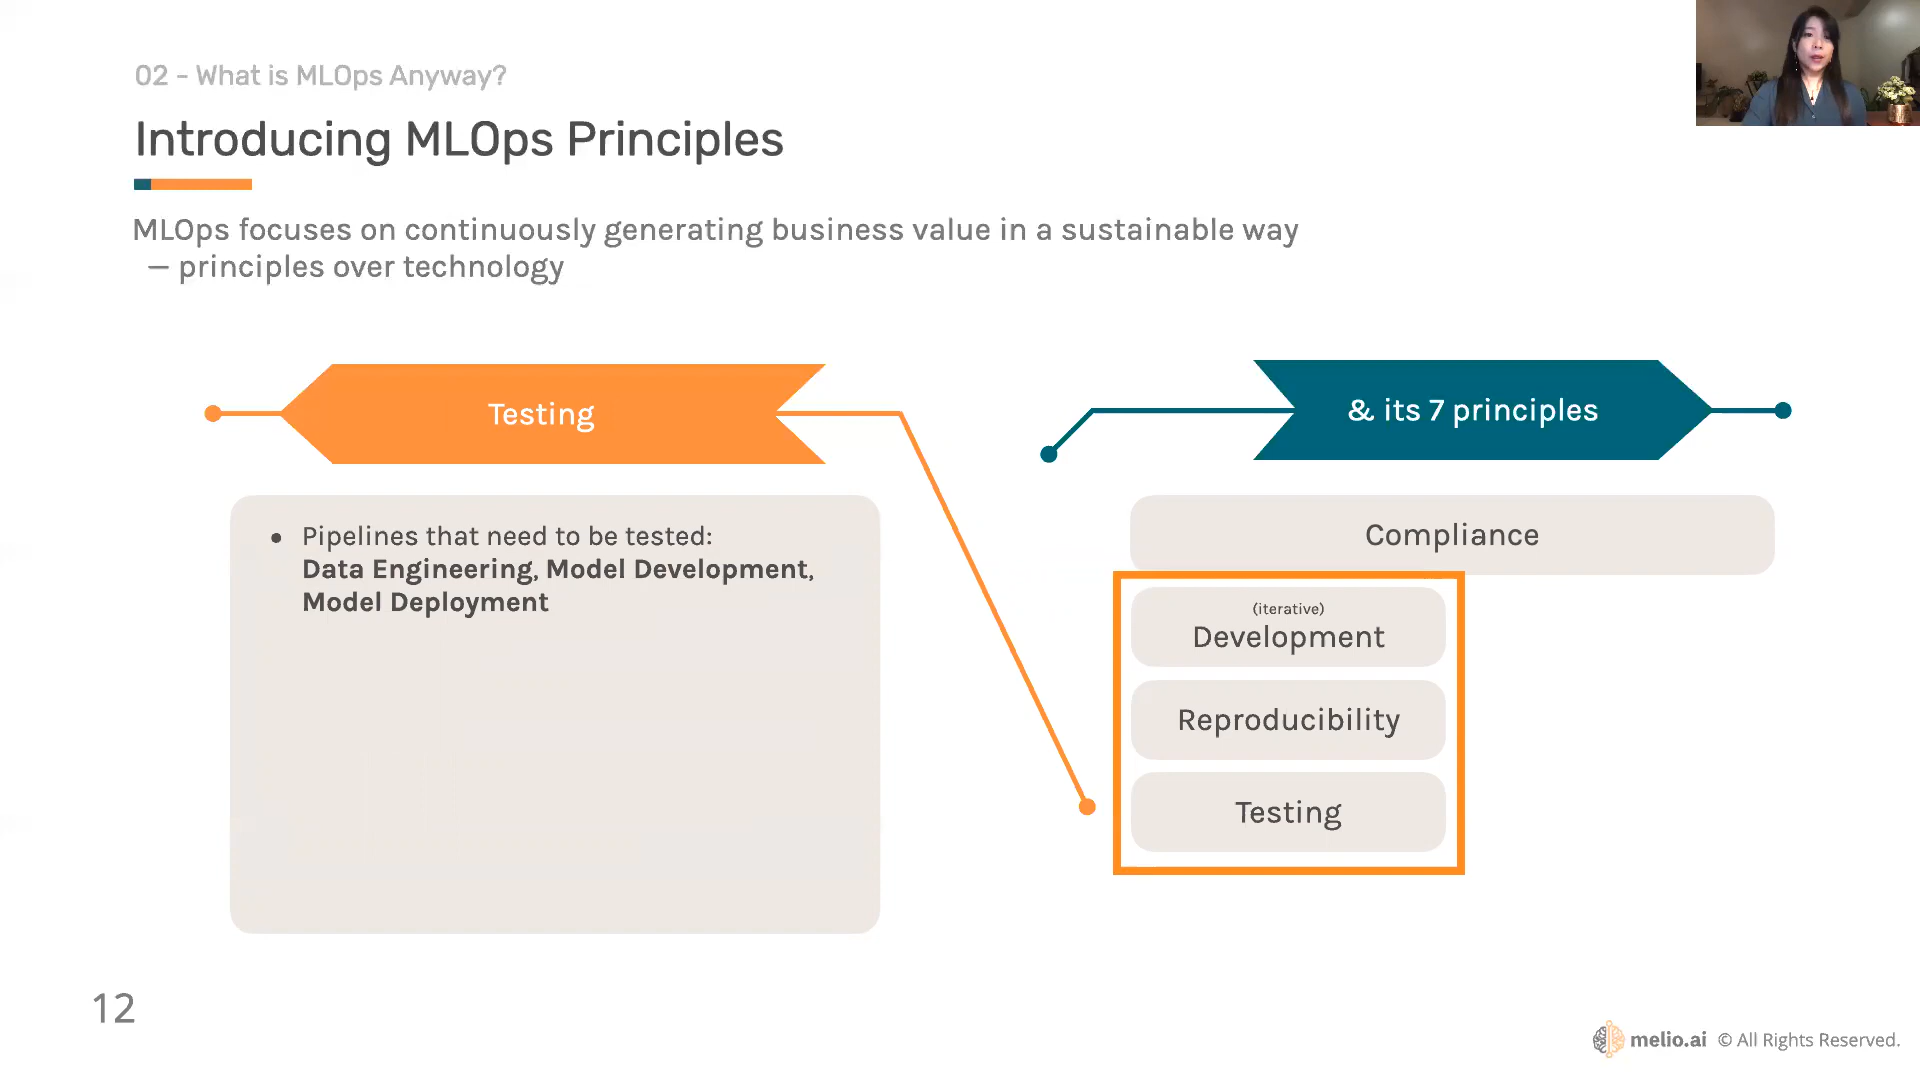 02 - What is MLOps Anyway?
Introducing MLOps Principles
MLOps focuses on continuously generating business value in a sustainable way
— principles over technology
Testing
● Pipelines that need to be tested:
Data Engineering, Model Development,
Model Deployment
& its 7 principles
Compliance
(iterative)
Development
Reproducibility
Testing
12
melio.ai © All Rights Reserved.